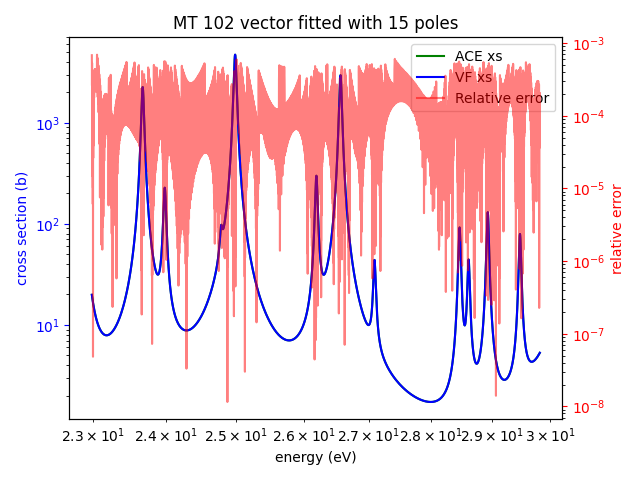 MT 102 vector fitted with 15 poles
ACE xs
VF xs
Relative error
cross section (b)
10³
10²
10¹
10⁻³
10⁻⁴
10⁻⁵
10⁻⁶
10⁻⁷
10⁻⁸
relative error
2.3 × 10¹ 2.4 × 10¹ 2.5 × 10¹ 2.6 × 10¹ 2.7 × 10¹ 2.8 × 10¹ 2.9 × 10¹ 3 × 10¹
energy (eV)